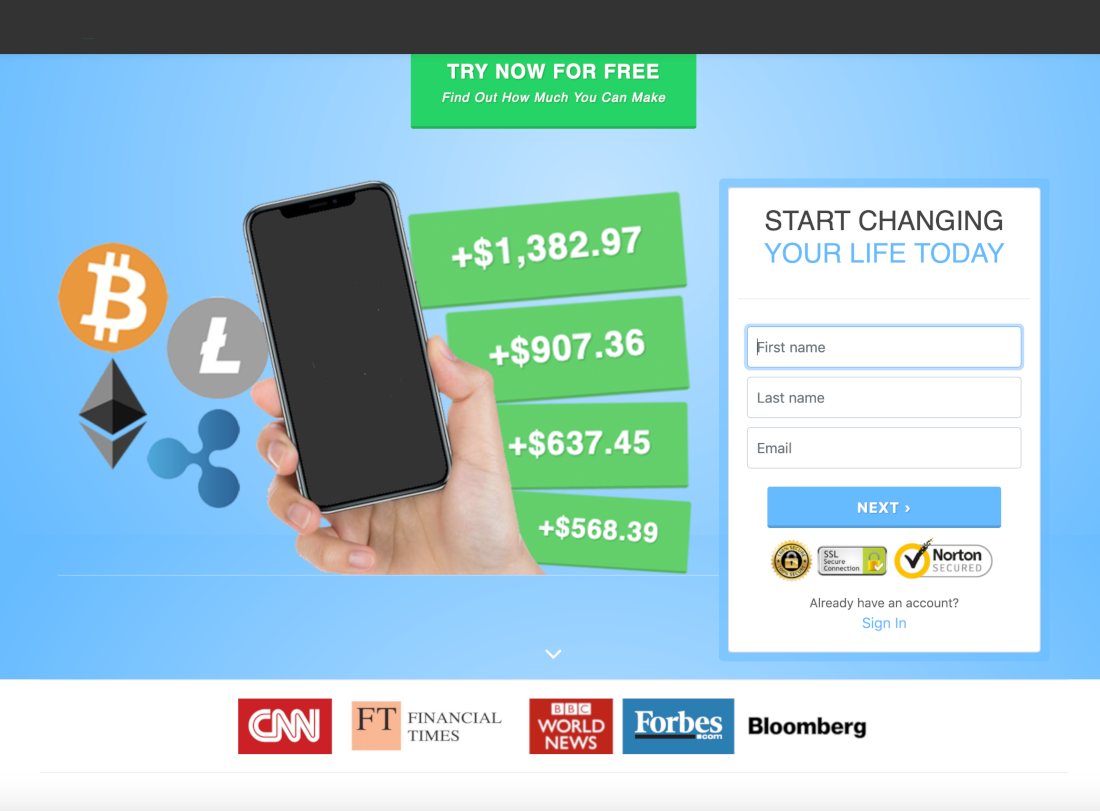 TRY NOW FOR FREE
Find Out How Much You Can Make
+$1,382.97
+$907.36
+$637.45
+$568.39
START CHANGING
YOUR LIFE TODAY
First name
Last name
Email
NEXT ›
SSL
Secure
Connection
Norton
SECURED
Already have an account?
Sign In
CNN
FT FINANCIAL
TIMES
BBC
WORLD
NEWS
Forbes
.com
Bloomberg